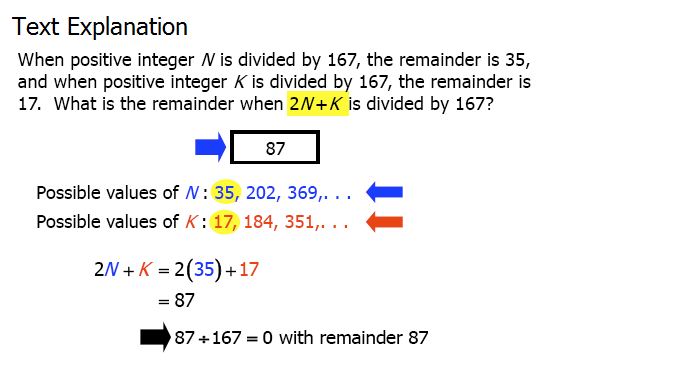 Text Explanation
When positive integer N is divided by 167, the remainder is 35,
and when positive integer K is divided by 167, the remainder is
17. What is the remainder when 2N+K is divided by 167?
87
Possible values of N: 35, 202, 369,. . .
Possible values of K: 17, 184, 351,. . .
2N + K = 2(35)+17
= 87
87 ÷ 167 = 0 with remainder 87